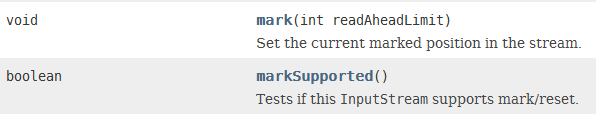 void mark(int readAheadLimit)
Set the current marked position in the stream.
boolean markSupported()
Tests if this InputStream supports mark/reset.